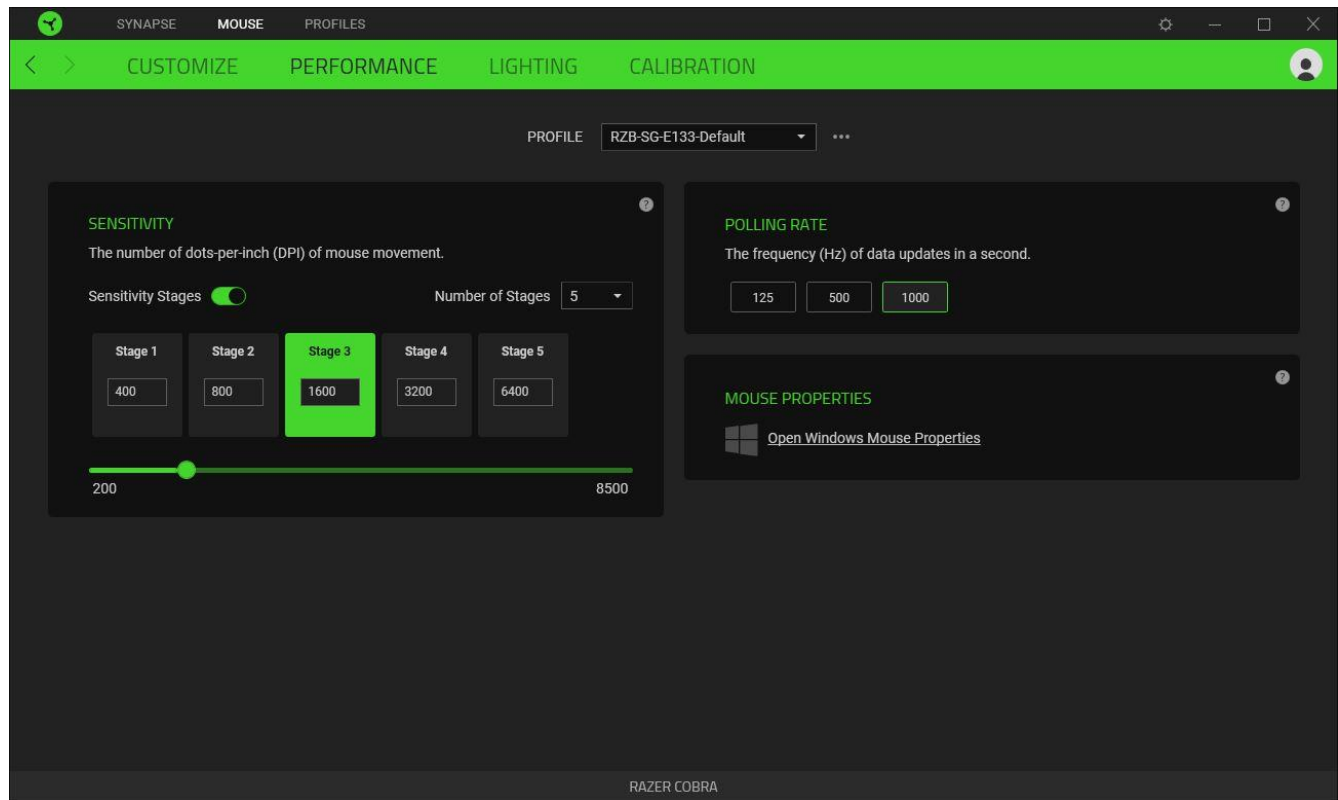 SYNAPSE MOUSE PROFILES
CUSTOMIZE PERFORMANCE LIGHTING CALIBRATION
PROFILE RZB-SG-E133-Default
SENSITIVITY
The number of dots-per-inch (DPI) of mouse movement.
Sensitivity Stages Number of Stages 5
Stage 1 Stage 2 Stage 3 Stage 4 Stage 5
400 800 1600 3200 6400
200 8500
POLLING RATE
The frequency (Hz) of data updates in a second.
125 500 1000
MOUSE PROPERTIES
Open Windows Mouse Properties
RAZER COBRA